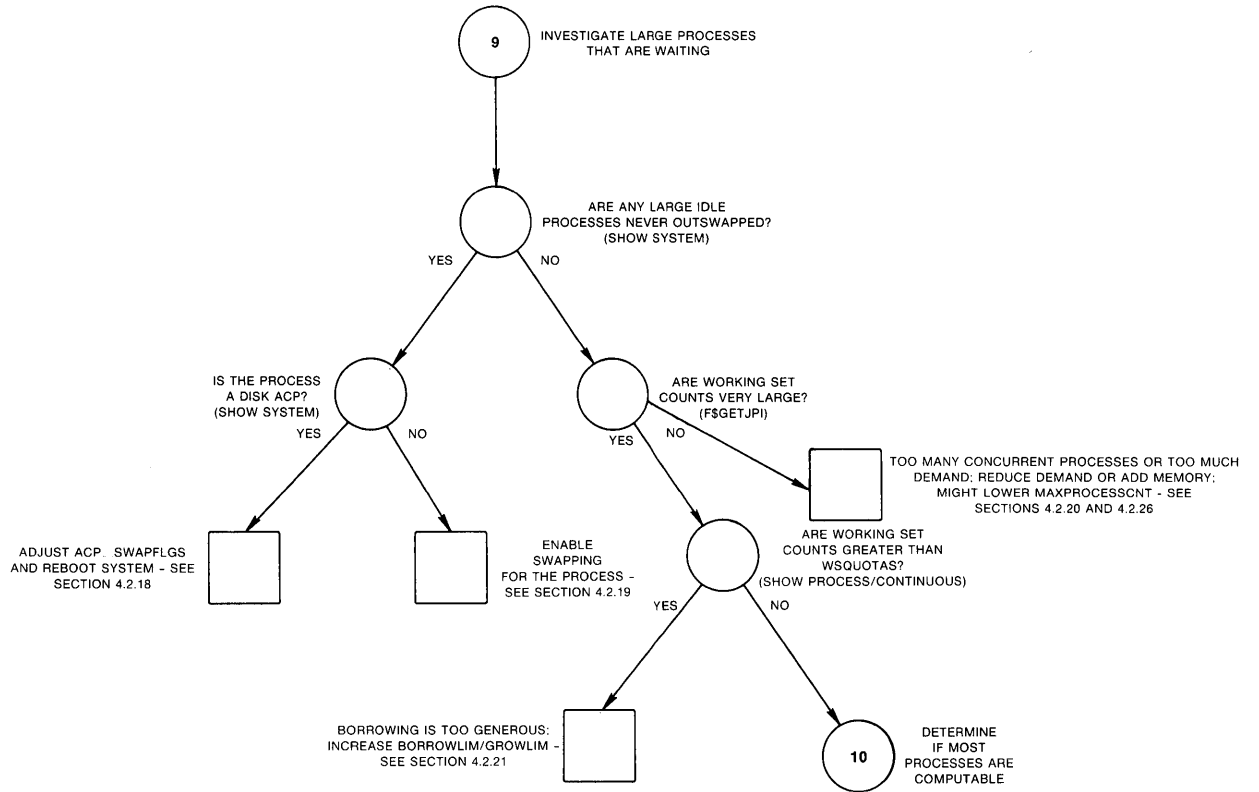 9
INVESTIGATE LARGE PROCESSES
THAT ARE WAITING
ARE ANY LARGE IDLE
PROCESSES NEVER OUTSWAPPED?
(SHOW SYSTEM)
YES
NO
IS THE PROCESS
A DISK ACP?
(SHOW SYSTEM)
YES
NO
ARE WORKING SET
COUNTS VERY LARGE?
(F$GETJPI)
YES
NO
ADJUST ACP_ SWAPFLGS
AND REBOOT SYSTEM - SEE
SECTION 4.2.18
ENABLE
SWAPPING
FOR THE PROCESS -
SEE SECTION 4.2.19
TOO MANY CONCURRENT PROCESSES OR TOO MUCH
DEMAND; REDUCE DEMAND OR ADD MEMORY;
MIGHT LOWER MAXPROCESSCNT - SEE
SECTIONS 4.2.20 AND 4.2.26
ARE WORKING SET
COUNTS GREATER THAN
WSQUOTAS?
(SHOW PROCESS/CONTINUOUS)
YES
NO
BORROWING IS TOO GENEROUS;
INCREASE BORROWLIM/GROWLIM -
SEE SECTION 4.2.21
10
DETERMINE
IF MOST
PROCESSES ARE
COMPUTABLE